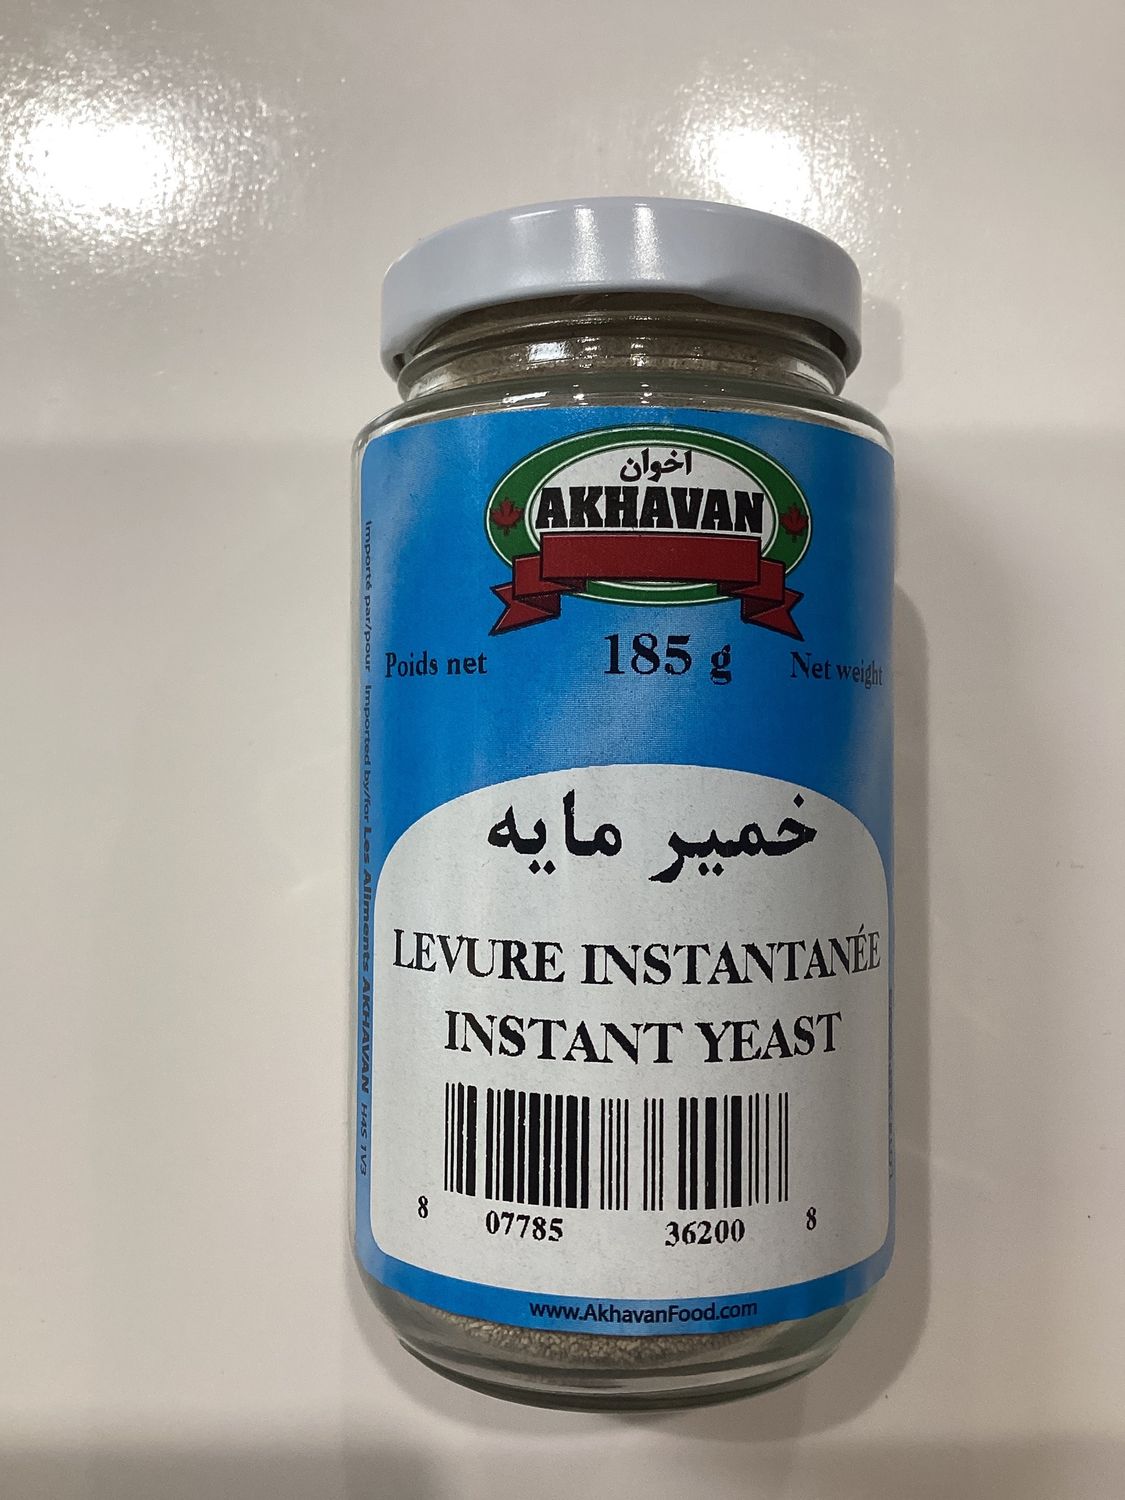 اخوان
AKHAVAN
Poids net 185 g Net weight
خمیر مایه
LEVURE INSTANTANÉE
INSTANT YEAST
8 07785 36200 8
www.AkhavanFood.com
Importé par/pour Imported by/for Les Aliments AKHAVAN H4S 1V3